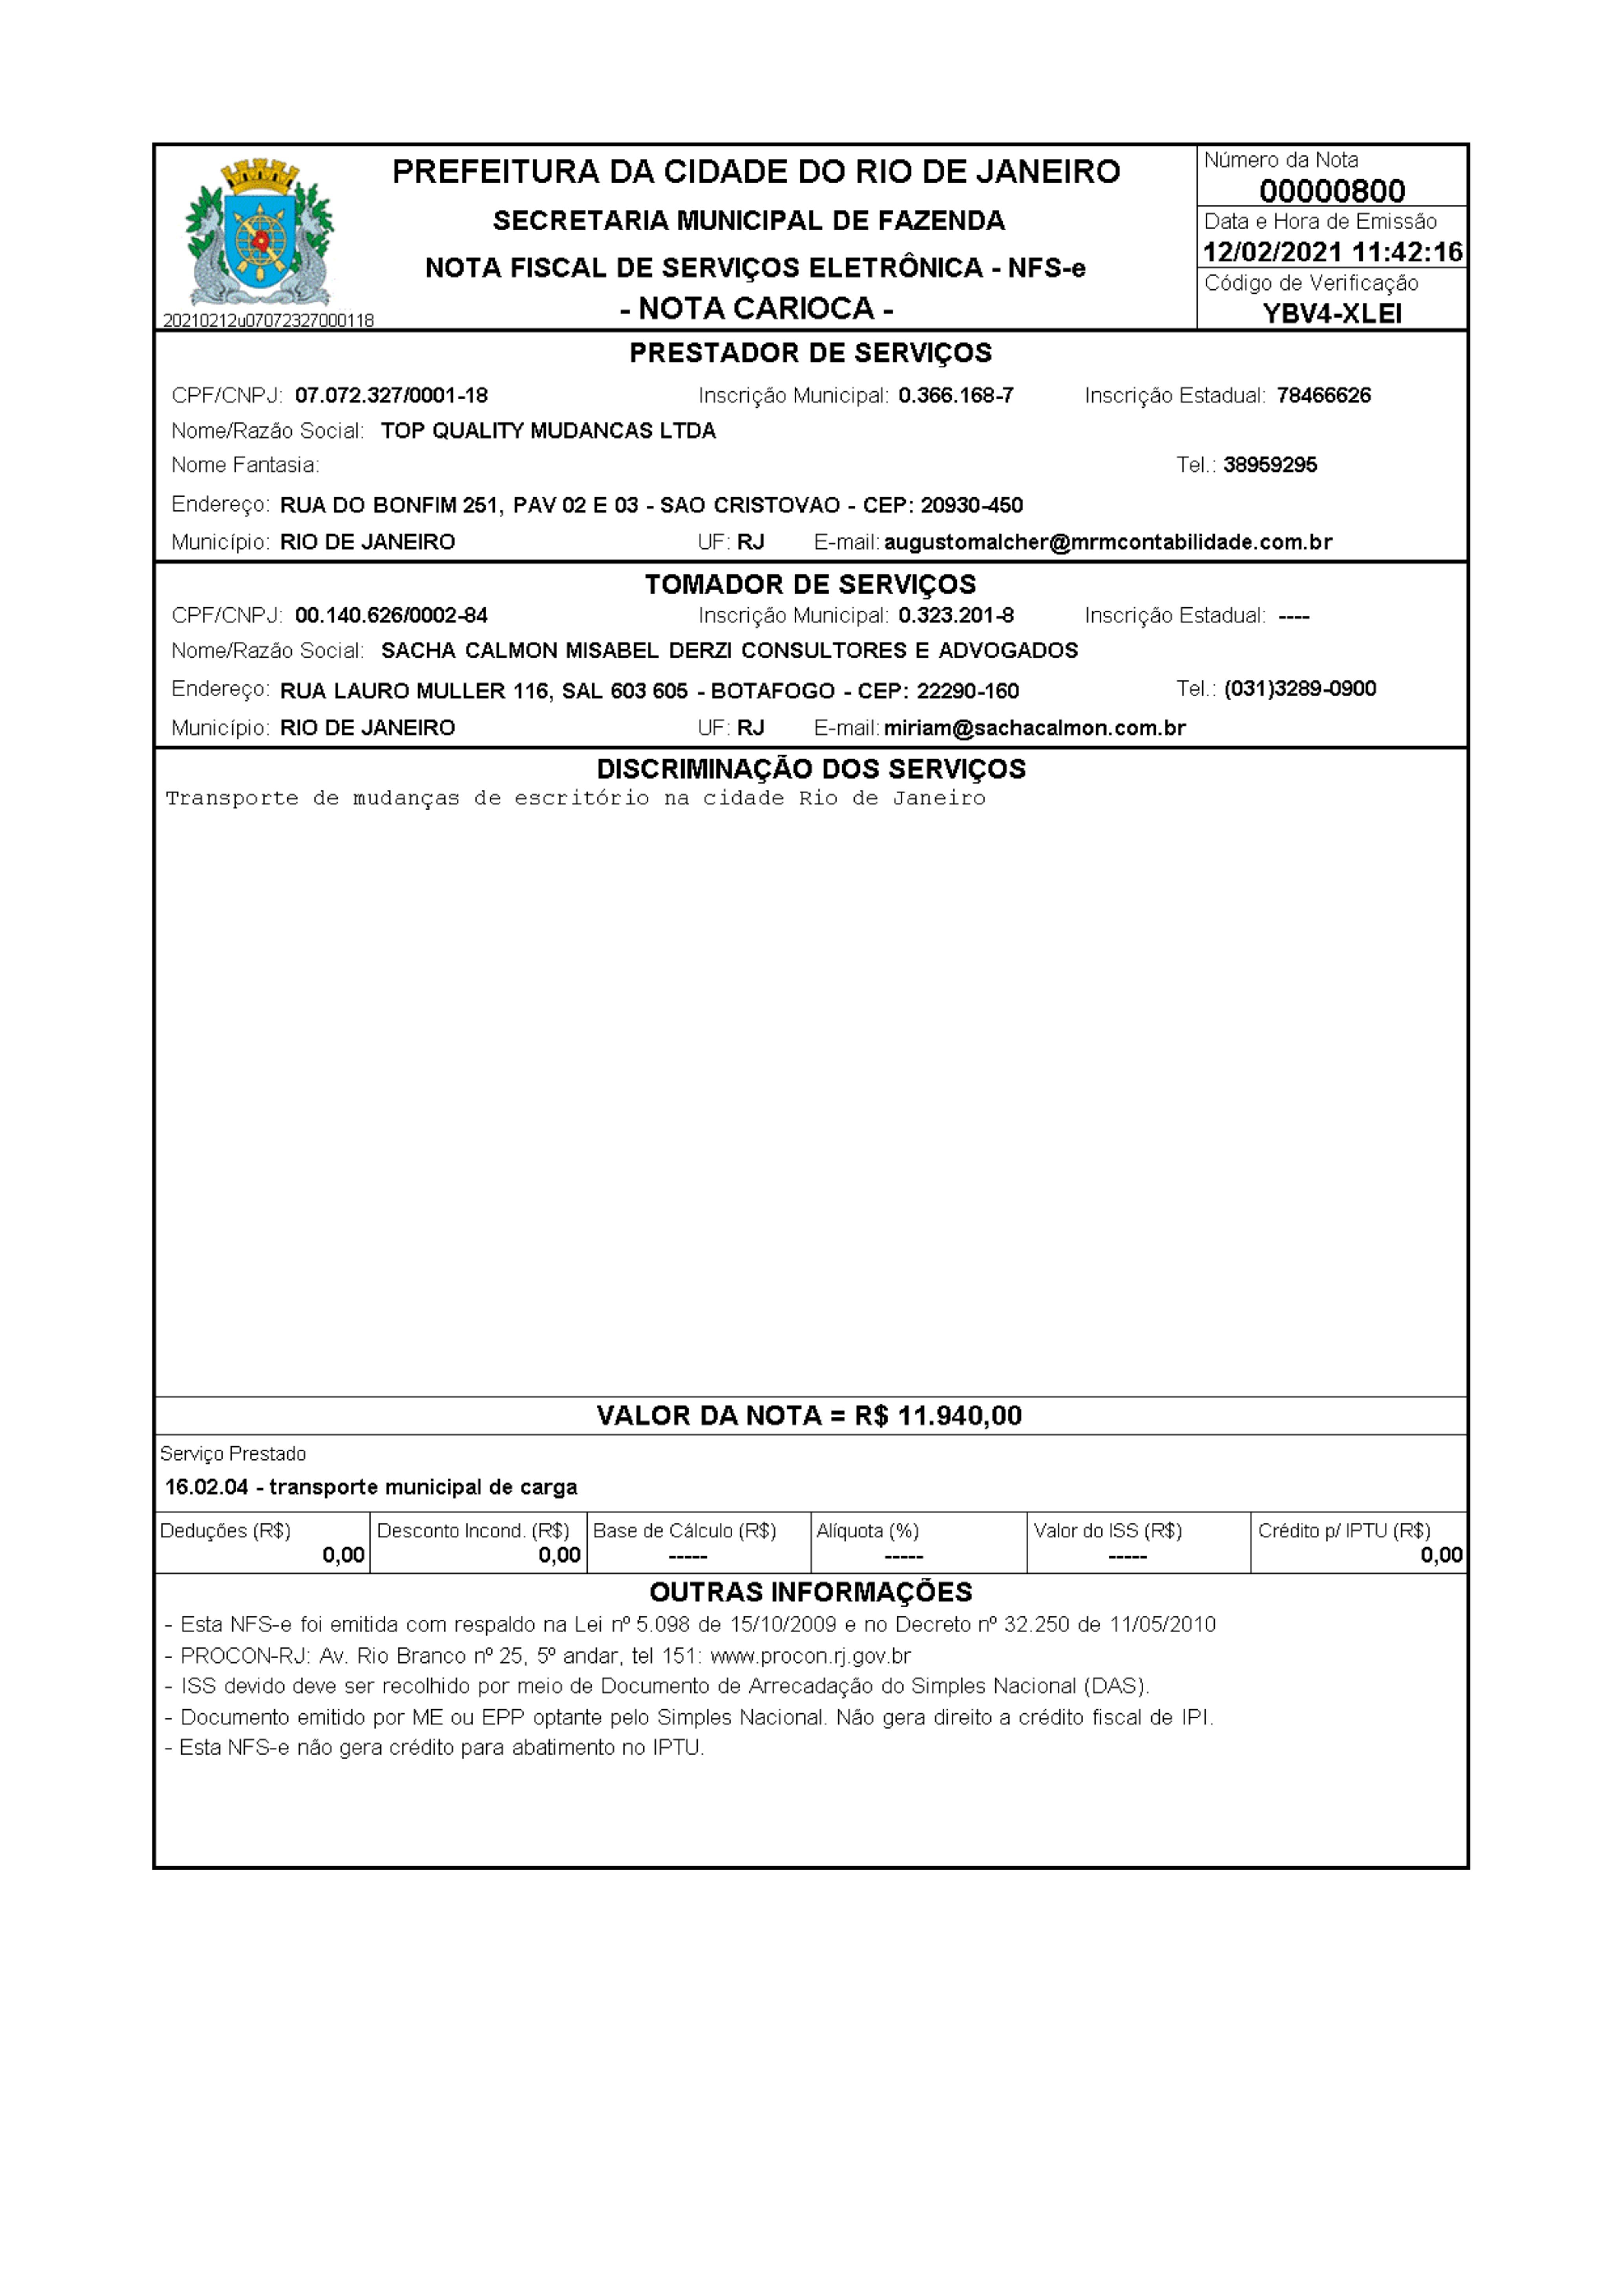 PREFEITURA DA CIDADE DO RIO DE JANEIRO
SECRETARIA MUNICIPAL DE FAZENDA
NOTA FISCAL DE SERVIÇOS ELETRÔNICA - NFS-e
- NOTA CARIOCA -
20210212u07072327000118
Número da Nota
00000800
Data e Hora de Emissão
12/02/2021 11:42:16
Código de Verificação
YBV4-XLEI
PRESTADOR DE SERVIÇOS
CPF/CNPJ: 07.072.327/0001-18 Inscrição Municipal: 0.366.168-7 Inscrição Estadual: 78466626
Nome/Razão Social: TOP QUALITY MUDANCAS LTDA
Nome Fantasia: Tel.: 38959295
Endereço: RUA DO BONFIM 251, PAV 02 E 03 - SAO CRISTOVAO - CEP: 20930-450
Município: RIO DE JANEIRO UF: RJ E-mail: augustomalcher@mrmcontabilidade.com.br
TOMADOR DE SERVIÇOS
CPF/CNPJ: 00.140.626/0002-84 Inscrição Municipal: 0.323.201-8 Inscrição Estadual: ----
Nome/Razão Social: SACHA CALMON MISABEL DERZI CONSULTORES E ADVOGADOS
Endereço: RUA LAURO MULLER 116, SAL 603 605 - BOTAFOGO - CEP: 22290-160 Tel.: (031)3289-0900
Município: RIO DE JANEIRO UF: RJ E-mail: miriam@sachacalmon.com.br
DISCRIMINAÇÃO DOS SERVIÇOS
Transporte de mudanças de escritório na cidade Rio de Janeiro
VALOR DA NOTA = R$ 11.940,00
Serviço Prestado
16.02.04 - transporte municipal de carga
Deduções (R$) Desconto Incond. (R$) Base de Cálculo (R$) Alíquota (%) Valor do ISS (R$) Crédito p/ IPTU (R$)
0,00 0,00 ----- ----- ----- 0,00
OUTRAS INFORMAÇÕES
- Esta NFS-e foi emitida com respaldo na Lei nº 5.098 de 15/10/2009 e no Decreto nº 32.250 de 11/05/2010
- PROCON-RJ: Av. Rio Branco nº 25, 5º andar, tel 151: www.procon.rj.gov.br
- ISS devido deve ser recolhido por meio de Documento de Arrecadação do Simples Nacional (DAS).
- Documento emitido por ME ou EPP optante pelo Simples Nacional. Não gera direito a crédito fiscal de IPI.
- Esta NFS-e não gera crédito para abatimento no IPTU.